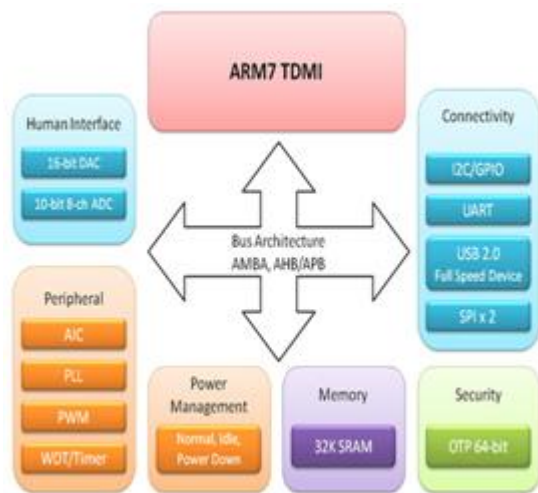 ARM7 TDMI
Human Interface
16-bit DAC
10-bit 8-ch ADC
Connectivity
I2C/GPIO
UART
USB 2.0
Full Speed Device
SPI x 2
Bus Architecture
AMBA, AHB/APB
Peripheral
AIC
PLL
PWM
WDT/Timer
Power
Management
Normal, Idle,
Power Down
Memory
32K SRAM
Security
OTP 64-bit